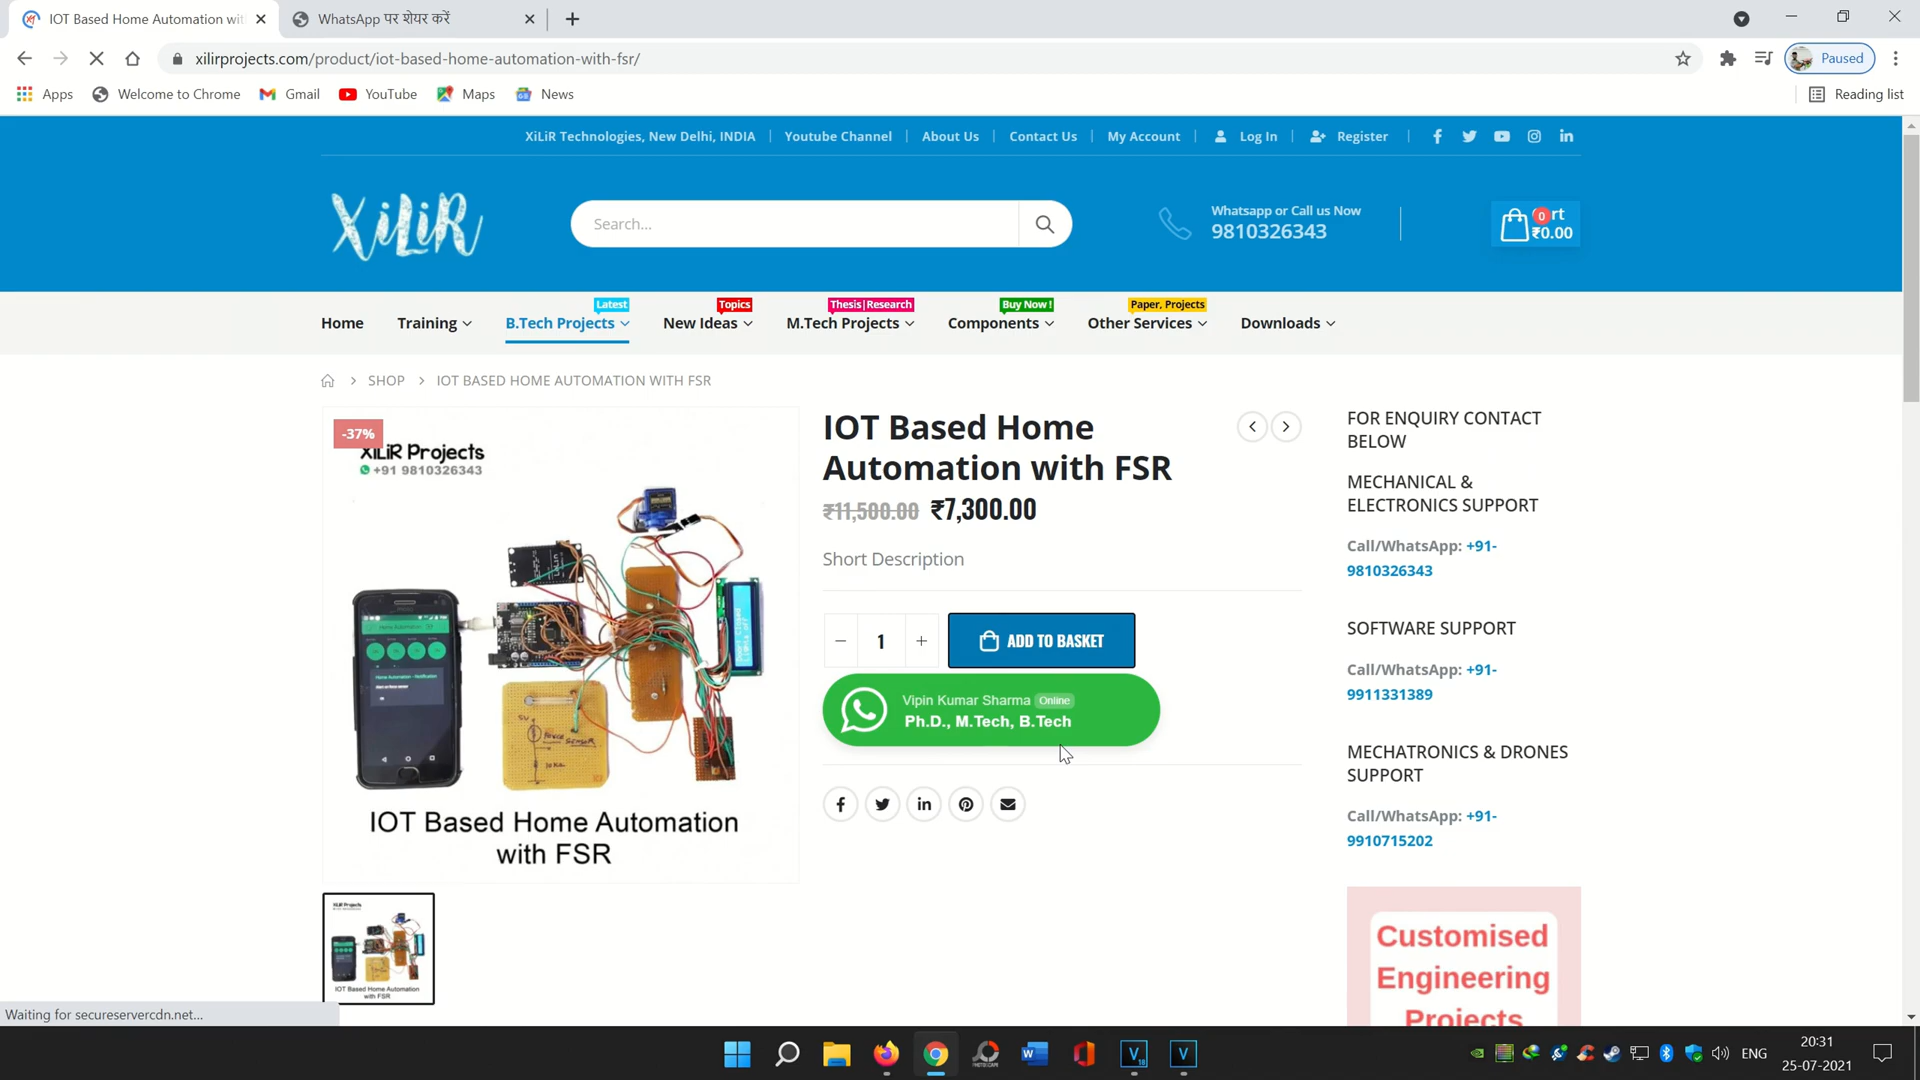 IOT Based Home Automation wit
WhatsApp पर शेयर करें
xilirprojects.com/product/iot-based-home-automation-with-fsr/
Paused
Apps
Welcome to Chrome
Gmail
YouTube
Maps
News
Reading list
XiLiR Technologies, New Delhi, INDIA
Youtube Channel
About Us
Contact Us
My Account
Log In
Register
XiLiR
Search...
Whatsapp or Call us Now
9810326343
0
₹0.00
Latest
Topics
Thesis|Research
Buy Now !
Paper, Projects
Home
Training
B.Tech Projects
New Ideas
M.Tech Projects
Components
Other Services
Downloads
SHOP
IOT BASED HOME AUTOMATION WITH FSR
-37%
XiLiR Projects
+91 9810326343
IOT Based Home Automation
with FSR
XiLiR Projects
IOT Based Home Automation
with FSR
IOT Based Home
Automation with FSR
₹11,500.00 ₹7,300.00
Short Description
1
ADD TO BASKET
Vipin Kumar Sharma Online
Ph.D., M.Tech, B.Tech
FOR ENQUIRY CONTACT
BELOW
MECHANICAL &
ELECTRONICS SUPPORT
Call/WhatsApp: +91-
9810326343
SOFTWARE SUPPORT
Call/WhatsApp: +91-
9911331389
MECHATRONICS & DRONES
SUPPORT
Call/WhatsApp: +91-
9910715202
Customised
Engineering
Projects
Waiting for secureservercdn.net...
ENG
20:31
25-07-2021